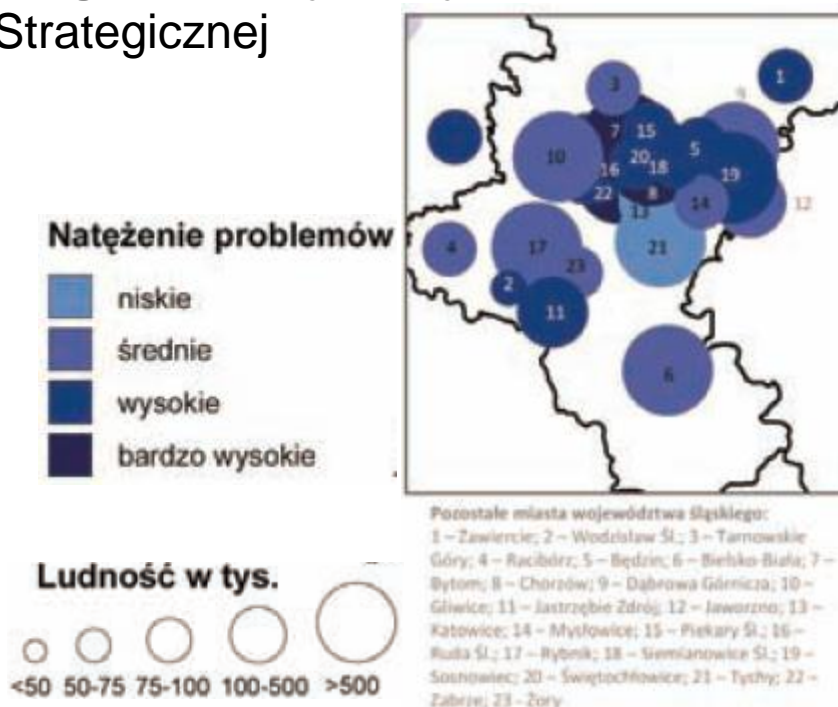 Strategicznej
Natężenie problemów
niskie
średnie
wysokie
bardzo wysokie
Ludność w tys.
<50 50-75 75-100 100-500 >500
1
3
9
7
15
5
10
20
18
16
19
22
8
14
12
13
4
17
21
23
2
11
6
Pozostałe miasta województwa śląskiego:
1 – Zawiercie; 2 – Wodzisław Śl.; 3 – Tarnowskie
Góry; 4 – Racibórz; 5 – Będzin; 6 – Bielsko-Biała; 7 –
Bytom; 8 – Chorzów; 9 – Dąbrowa Górnicza; 10 –
Gliwice; 11 – Jastrzębie Zdrój; 12 – Jaworzno; 13 –
Katowice; 14 – Mysłowice; 15 – Piekary Śl.; 16 –
Ruda Śl.; 17 – Rybnik; 18 – Siemianowice Śl.; 19 –
Sosnowiec; 20 – Świętochłowice; 21 – Tychy; 22 –
Zabrze; 23 - Żory